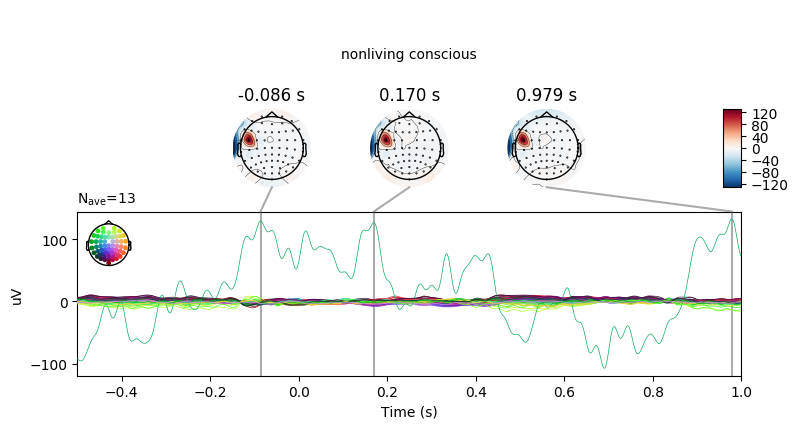 nonliving conscious
-0.086 s 0.170 s 0.979 s
120
80
40
0
−40
−80
−120
Nave=13
100
0
−100
uV
−0.4 −0.2 0.0 0.2 0.4 0.6 0.8 1.0
Time (s)